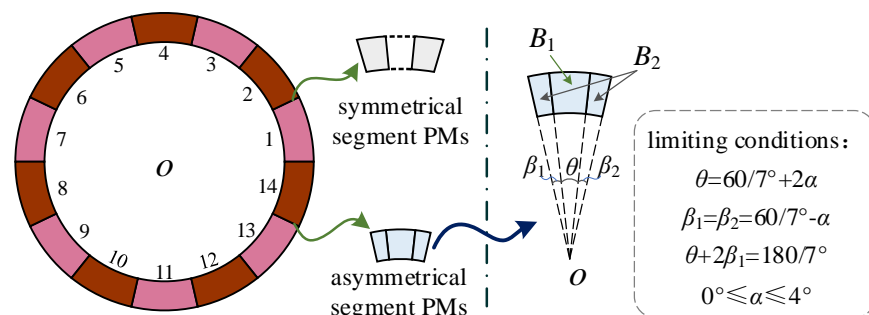 1
2
3
4
5
6
7
8
9
10
11
12
13
14
O
symmetrical
segment PMs
asymmetrical
segment PMs
B₁
B₂
β₁
θ
β₂
O
limiting conditions：
θ=60/7°+2α
β₁=β₂=60/7°-α
θ+2β₁=180/7°
0°≤α≤4°